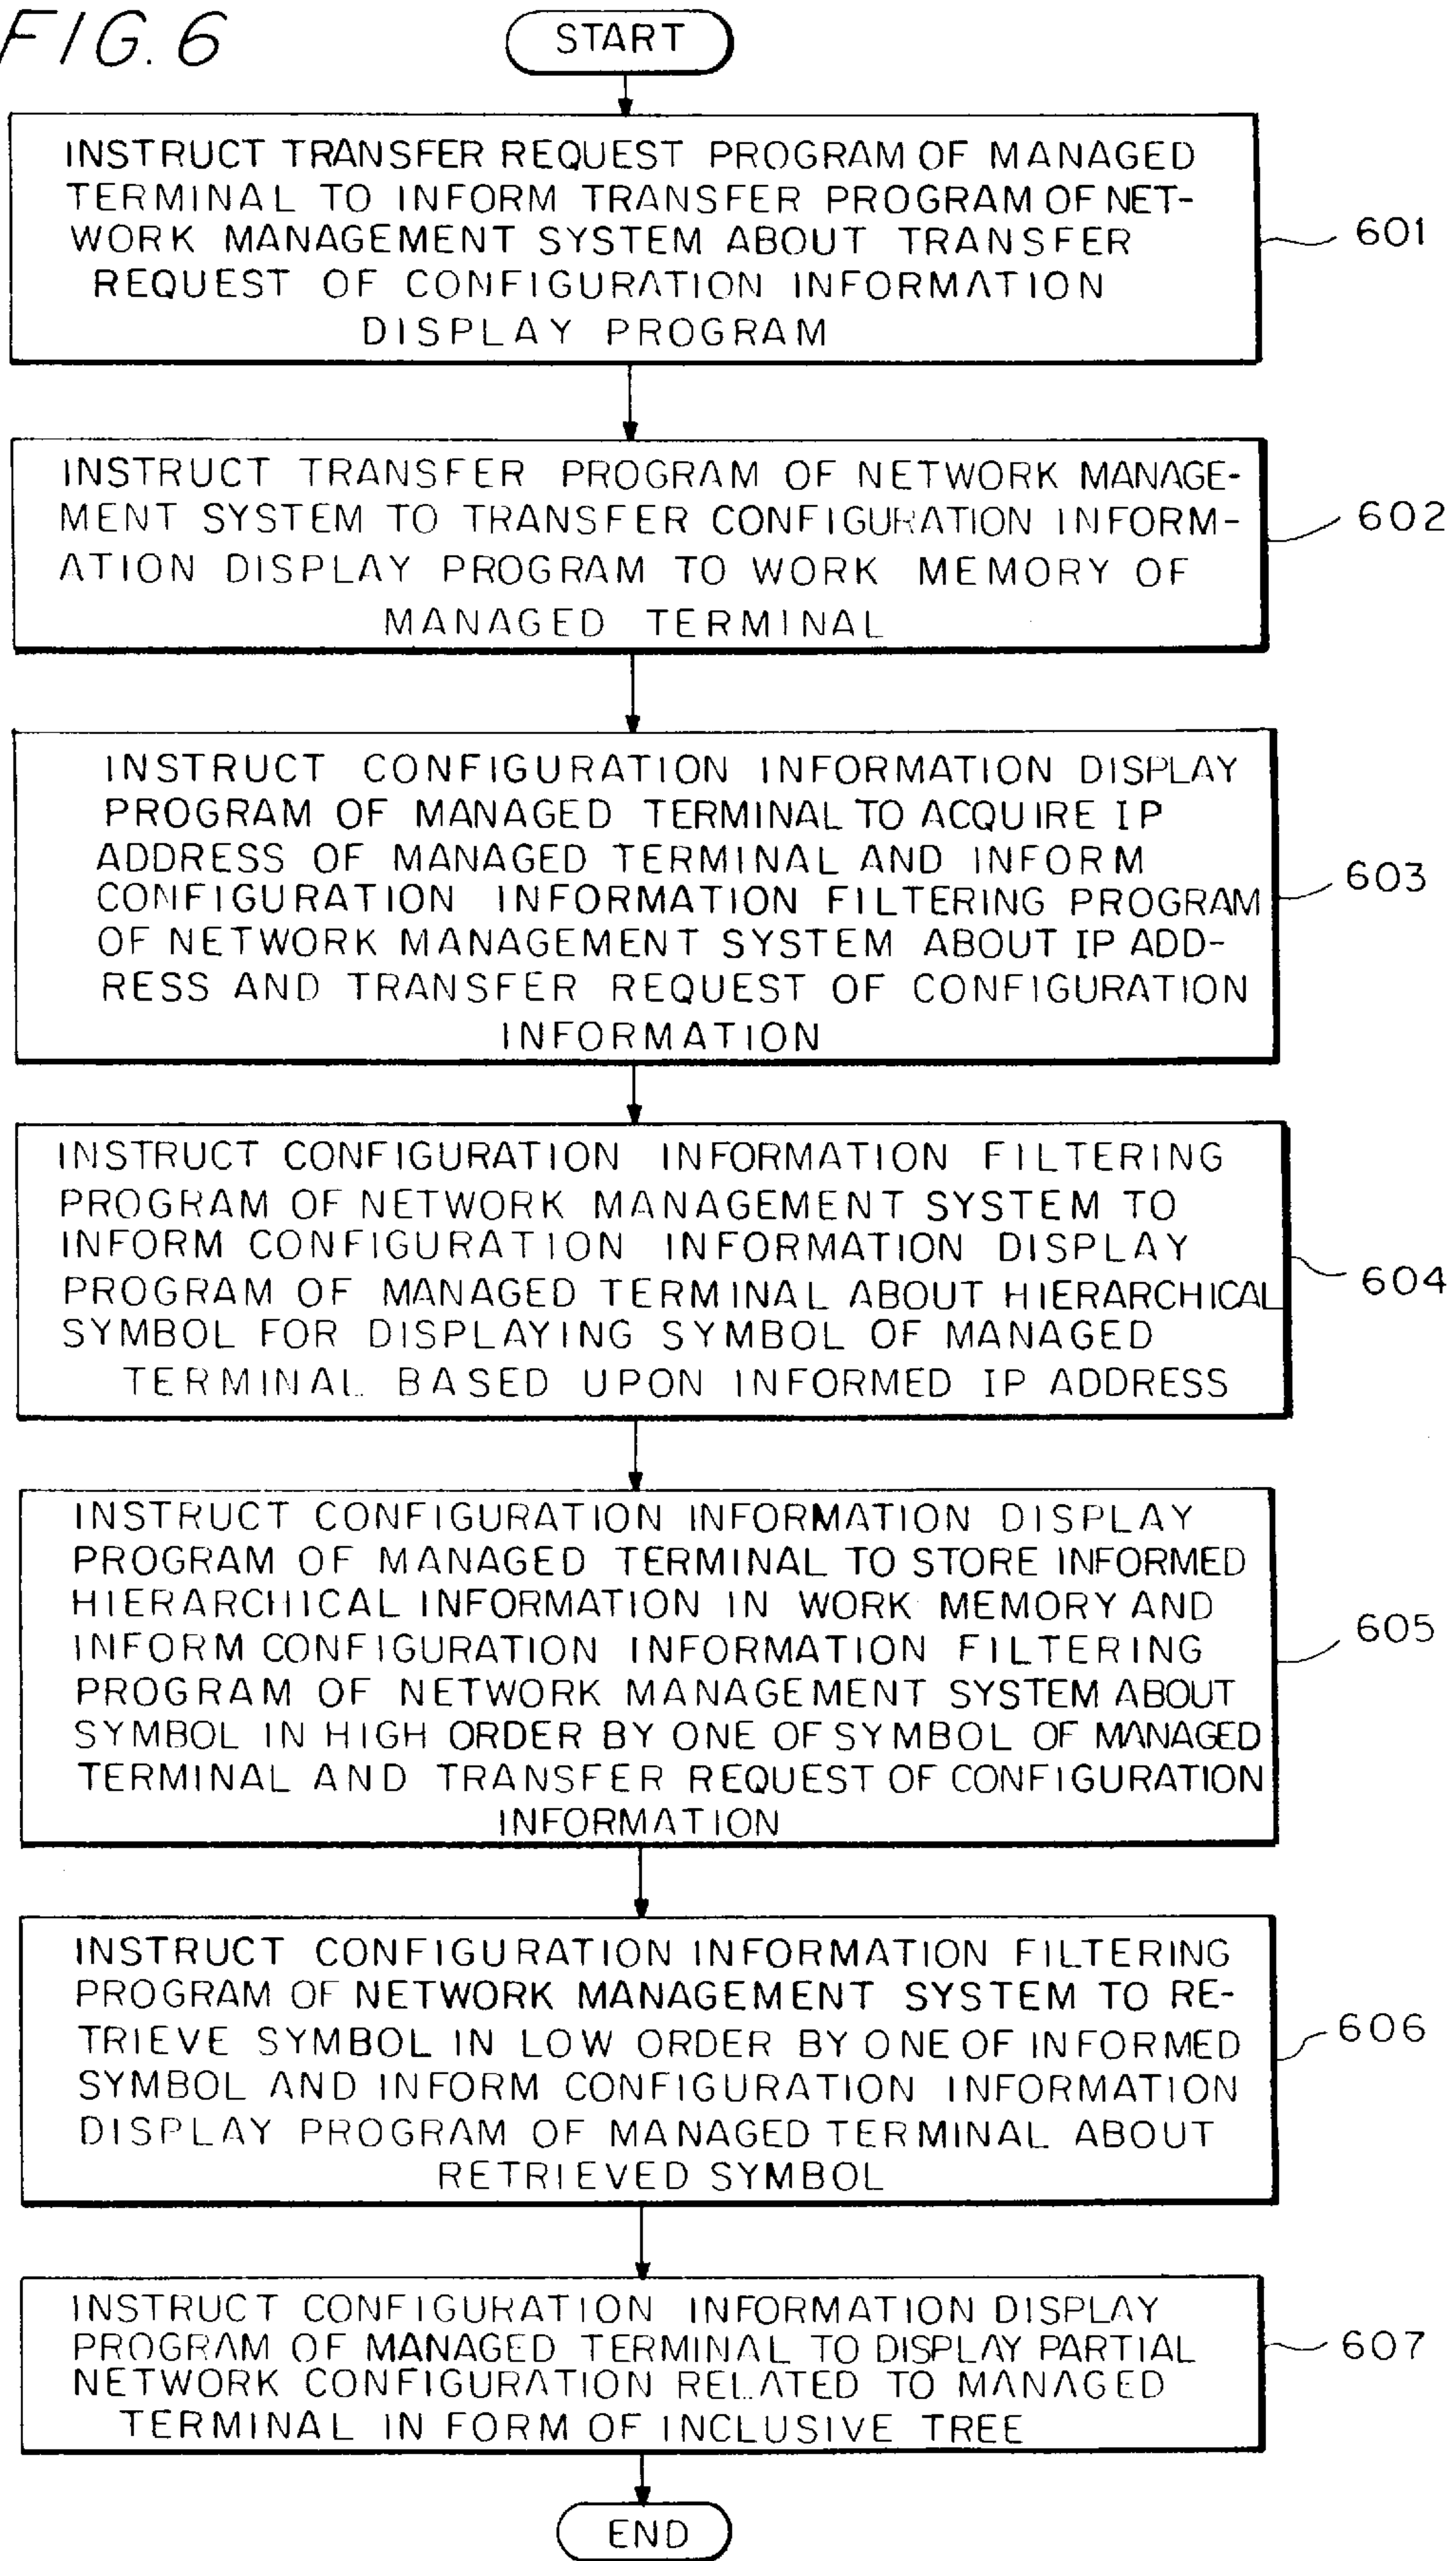 FIG. 6
START
INSTRUCT TRANSFER REQUEST PROGRAM OF MANAGED
TERMINAL TO INFORM TRANSFER PROGRAM OF NET-
WORK MANAGEMENT SYSTEM ABOUT TRANSFER
REQUEST OF CONFIGURATION INFORMATION
DISPLAY PROGRAM
601
INSTRUCT TRANSFER PROGRAM OF NETWORK MANAGE-
MENT SYSTEM TO TRANSFER CONFIGURATION INFORM-
ATION DISPLAY PROGRAM TO WORK MEMORY OF
MANAGED TERMINAL
602
INSTRUCT CONFIGURATION INFORMATION DISPLAY
PROGRAM OF MANAGED TERMINAL TO ACQUIRE IP
ADDRESS OF MANAGED TERMINAL AND INFORM
CONFIGURATION INFORMATION FILTERING PROGRAM
OF NETWORK MANAGEMENT SYSTEM ABOUT IP ADD-
RESS AND TRANSFER REQUEST OF CONFIGURATION
INFORMATION
603
INSTRUCT CONFIGURATION INFORMATION FILTERING
PROGRAM OF NETWORK MANAGEMENT SYSTEM TO
INFORM CONFIGURATION INFORMATION DISPLAY
PROGRAM OF MANAGED TERMINAL ABOUT HIERARCHICAL
SYMBOL FOR DISPLAYING SYMBOL OF MANAGED
TERMINAL BASED UPON INFORMED IP ADDRESS
604
INSTRUCT CONFIGURATION INFORMATION DISPLAY
PROGRAM OF MANAGED TERMINAL TO STORE INFORMED
HIERARCHICAL INFORMATION IN WORK MEMORY AND
INFORM CONFIGURATION INFORMATION FILTERING
PROGRAM OF NETWORK MANAGEMENT SYSTEM ABOUT
SYMBOL IN HIGH ORDER BY ONE OF SYMBOL OF MANAGED
TERMINAL AND TRANSFER REQUEST OF CONFIGURATION
INFORMATION
605
INSTRUCT CONFIGURATION INFORMATION FILTERING
PROGRAM OF NETWORK MANAGEMENT SYSTEM TO RE-
TRIEVE SYMBOL IN LOW ORDER BY ONE OF INFORMED
SYMBOL AND INFORM CONFIGURATION INFORMATION
DISPLAY PROGRAM OF MANAGED TERMINAL ABOUT
RETRIEVED SYMBOL
606
INSTRUCT CONFIGURATION INFORMATION DISPLAY
PROGRAM OF MANAGED TERMINAL TO DISPLAY PARTIAL
NETWORK CONFIGURATION RELATED TO MANAGED
TERMINAL IN FORM OF INCLUSIVE TREE
607
END